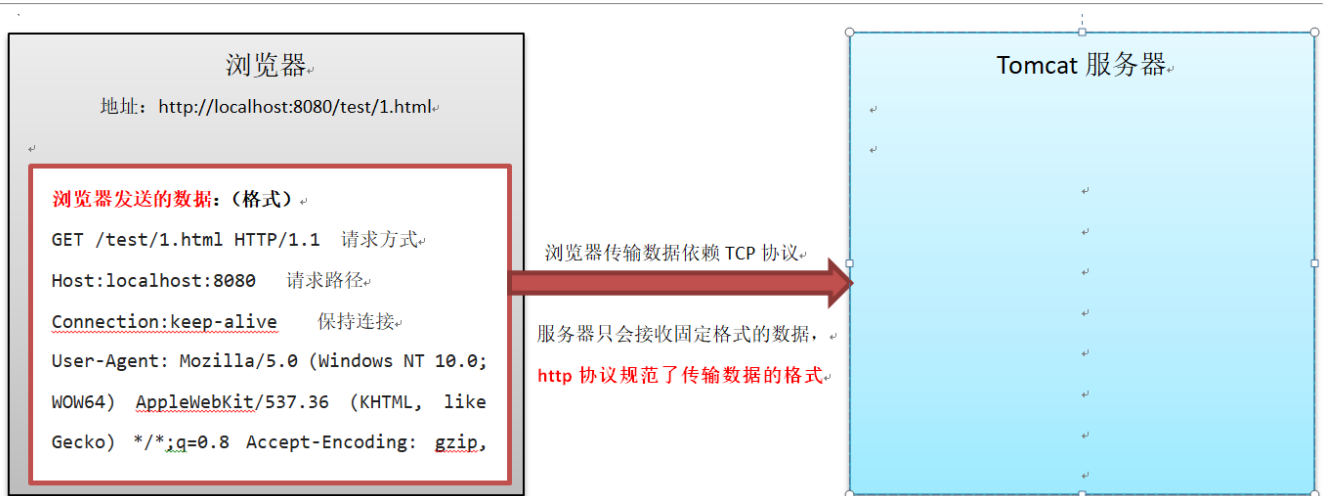 浏览器
地址：http://localhost:8080/test/1.html
浏览器发送的数据：（格式）
GET /test/1.html HTTP/1.1 请求方式
Host:localhost:8080 请求路径
Connection:keep-alive 保持连接
User-Agent: Mozilla/5.0 (Windows NT 10.0;
WOW64) AppleWebKit/537.36 (KHTML, like
Gecko) */*;q=0.8 Accept-Encoding: gzip,
浏览器传输数据依赖 TCP 协议
服务器只会接收固定格式的数据，
http 协议规范了传输数据的格式
Tomcat 服务器